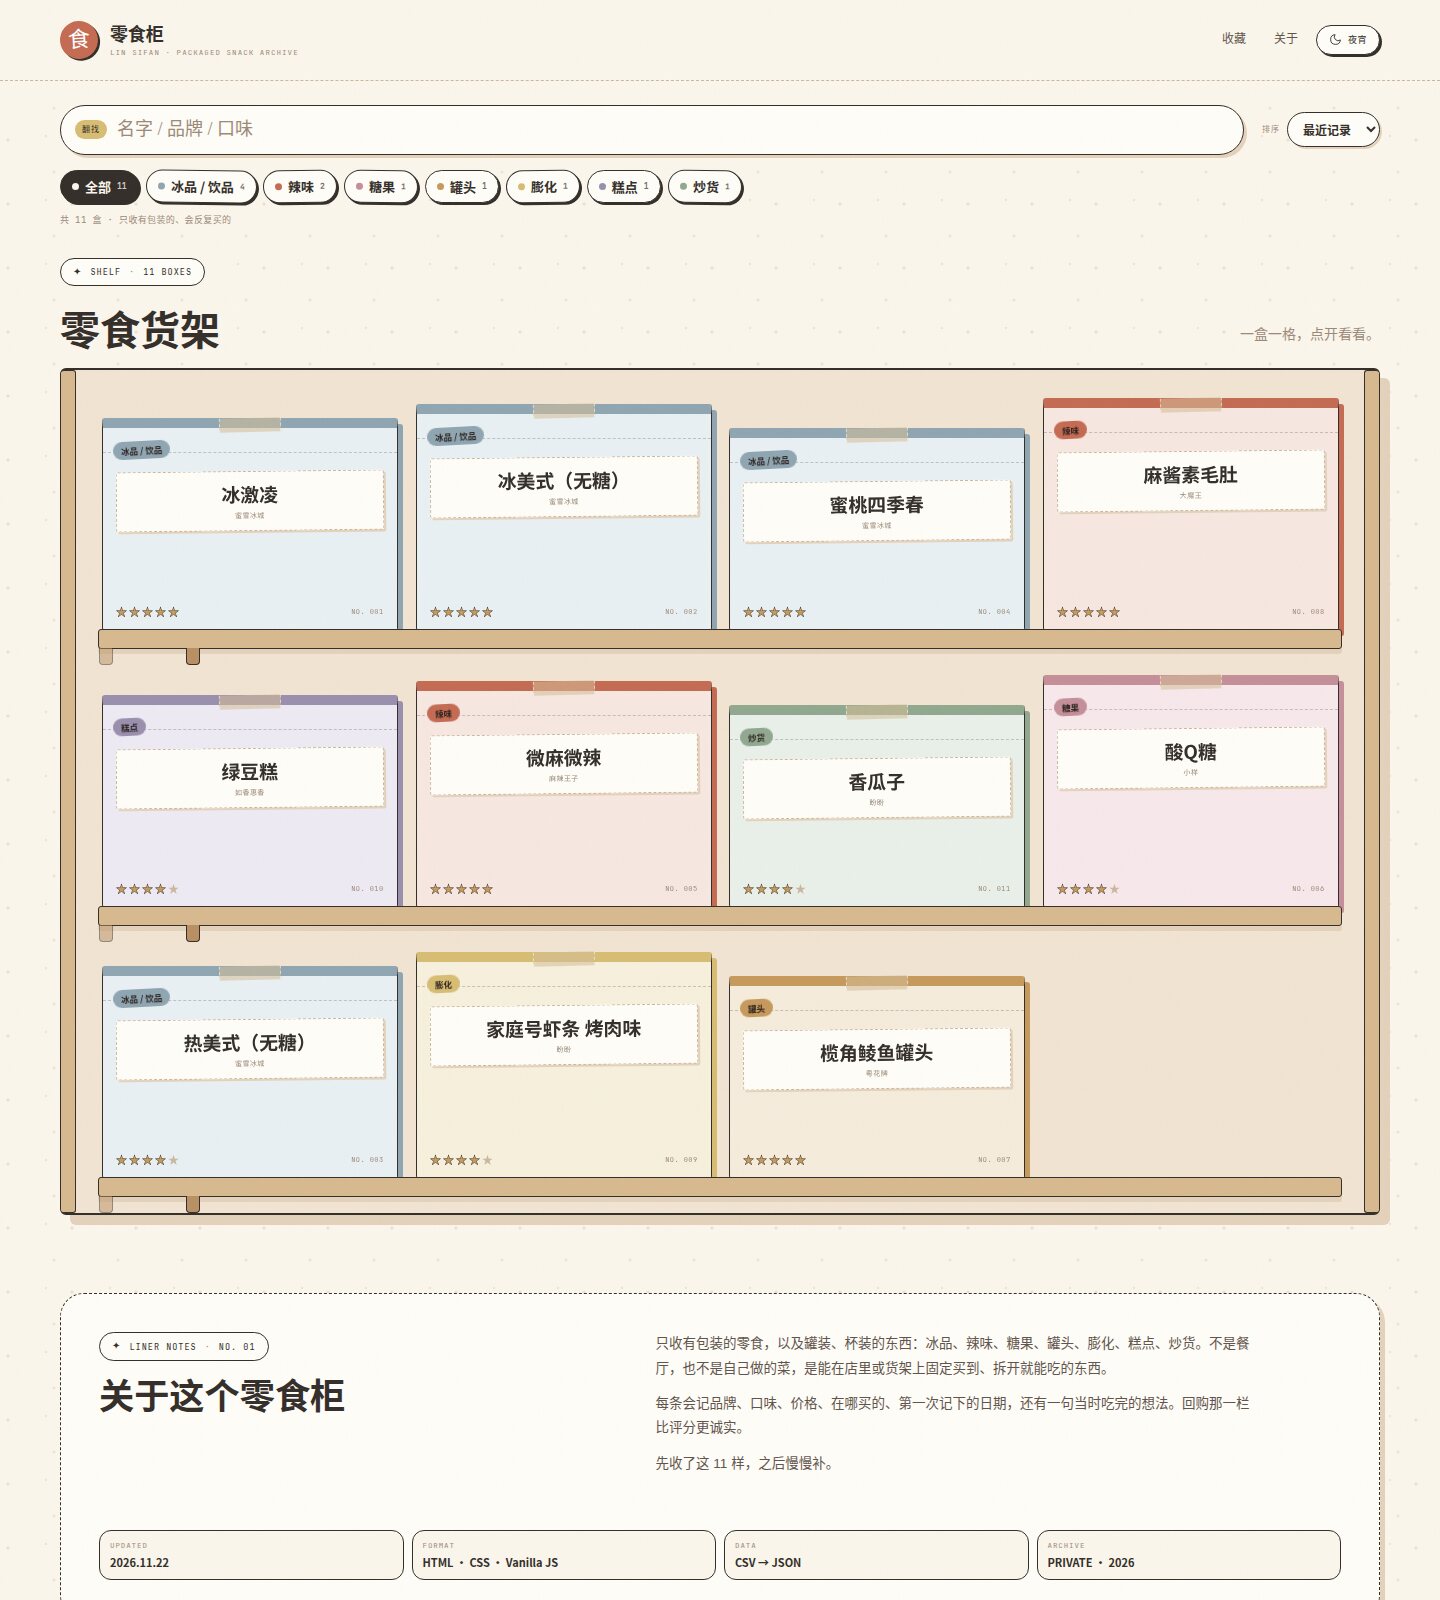 食
零食柜
LIN SIFAN · PACKAGED SNACK ARCHIVE
收藏
关于
夜宵
翻找
名字 / 品牌 / 口味
排序
最近记录
全部 11
冰品 / 饮品 4
辣味 2
糖果 1
罐头 1
膨化 1
糕点 1
炒货 1
共 11 盒 · 只收有包装的、会反复买的
✦ SHELF · 11 BOXES
零食货架
一盒一格，点开看看。
冰品 / 饮品
冰激凌
蜜雪冰城
NO. 001
冰品 / 饮品
冰美式（无糖）
蜜雪冰城
NO. 002
冰品 / 饮品
蜜桃四季春
蜜雪冰城
NO. 004
辣味
麻酱素毛肚
大魔王
NO. 008
糕点
绿豆糕
如香惠香
NO. 010
辣味
微麻微辣
麻辣王子
NO. 005
炒货
香瓜子
盼盼
NO. 011
糖果
酸Q糖
小样
NO. 006
冰品 / 饮品
热美式（无糖）
蜜雪冰城
NO. 003
膨化
家庭号虾条 烤肉味
盼盼
NO. 009
罐头
榄角鲮鱼罐头
粤花牌
NO. 007
✦ LINER NOTES · NO. 01
关于这个零食柜
只收有包装的零食，以及罐装、杯装的东西：冰品、辣味、糖果、罐头、膨化、糕点、炒货。不是餐
厅，也不是自己做的菜，是能在店里或货架上固定买到、拆开就能吃的东西。
每条会记品牌、口味、价格、在哪买的、第一次记下的日期，还有一句当时吃完的想法。回购那一栏
比评分更诚实。
先收了这 11 样，之后慢慢补。
UPDATED
2026.11.22
FORMAT
HTML · CSS · Vanilla JS
DATA
CSV → JSON
ARCHIVE
PRIVATE · 2026